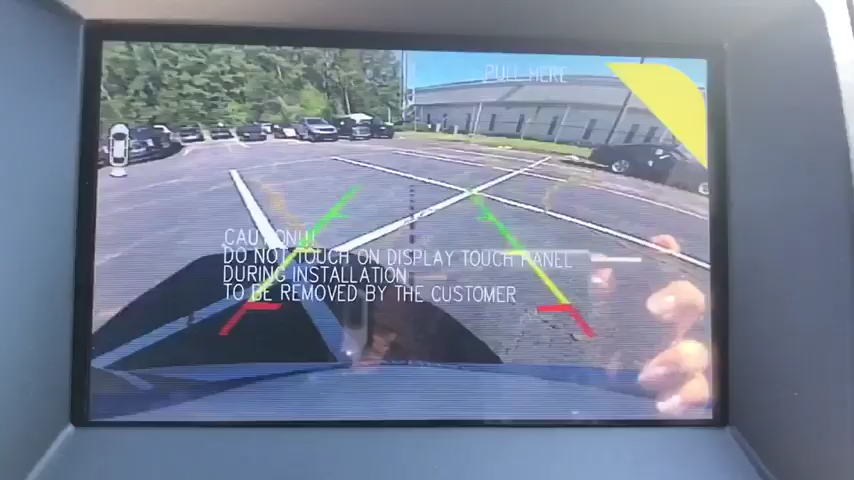 PULL HERE
CAUTION!!!
DO NOT TOUCH ON DISPLAY TOUCH PANEL
DURING INSTALLATION
TO BE REMOVED BY THE CUSTOMER